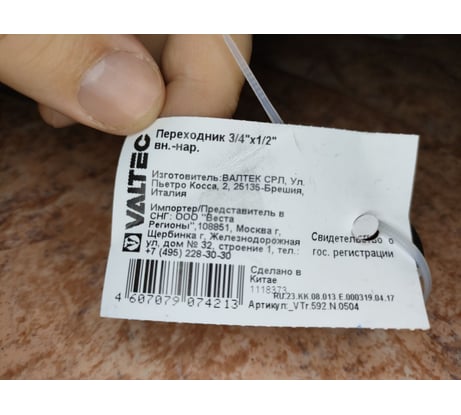 VALTEC
Переходник 3/4"x1/2"
вн.-нар.
Изготовитель:ВАЛТЕК СРЛ, Ул.
Пьетро Косса, 2, 25135-Брешия,
Италия
Импортер/Представитель в
СНГ: ООО "Веста
Регионы",108851, Москва г,
Щербинка г, Железнодорожная
ул, дом № 32, строение 1, тел.:
+7 (495) 228-30-30
Свидетельство о
гос. регистрации
Сделано в
Китае
1118373
RU.23.КК.08.013.Е.000319.04.17
4 607079 074213
Артикул:_VTr.592.N.0504